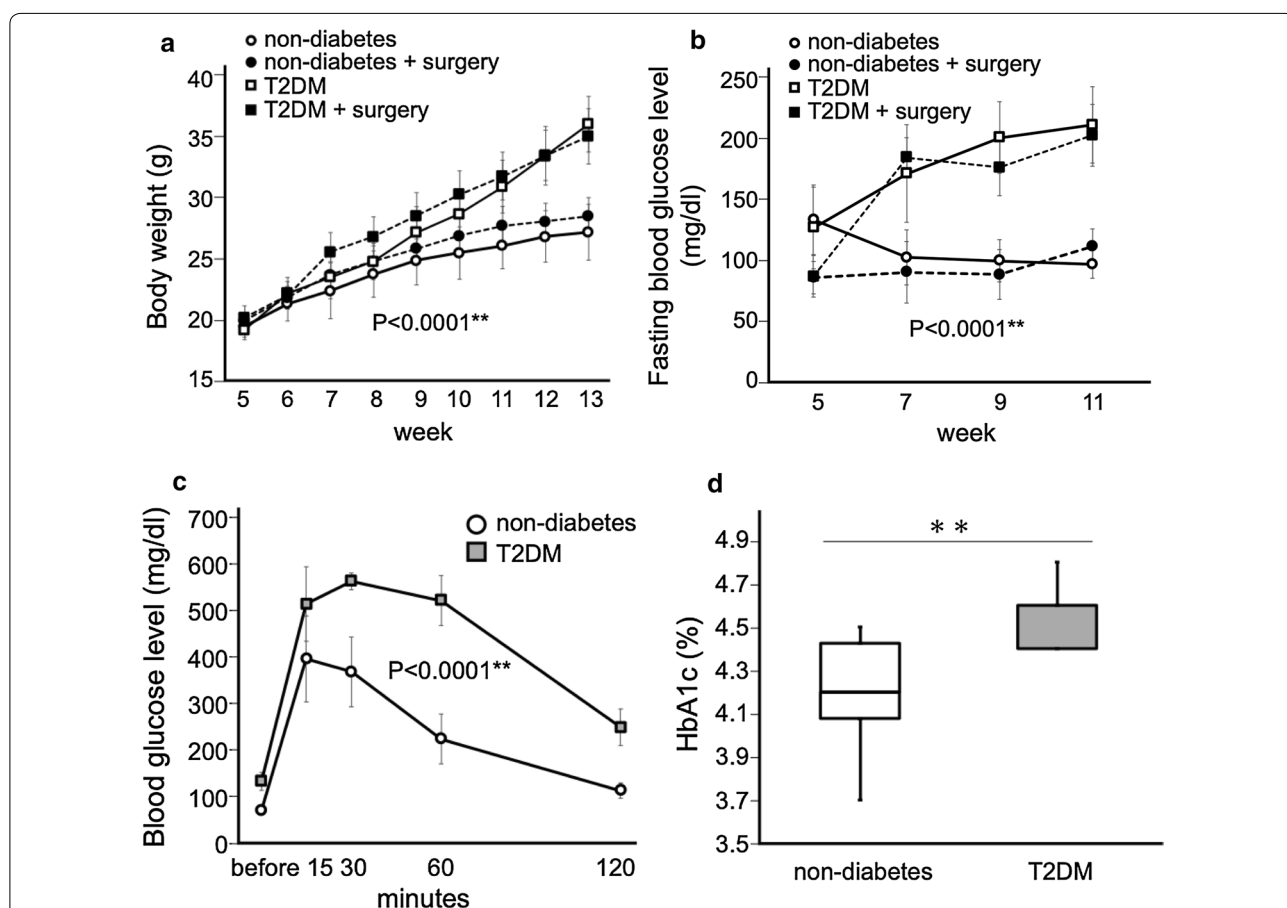 a
non-diabetes
non-diabetes + surgery
T2DM
T2DM + surgery
40
35
30
25
20
15
Body weight (g)
P<0.0001**
5 6 7 8 9 10 11 12 13
week
b
non-diabetes
non-diabetes + surgery
T2DM
T2DM + surgery
250
200
150
100
50
0
Fasting blood glucose level
(mg/dl)
P<0.0001**
5 7 9 11
week
c
non-diabetes
T2DM
700
600
500
400
300
200
100
0
Blood glucose level (mg/dl)
P<0.0001**
before 15 30 60 120
minutes
d
**
4.9
4.7
4.5
4.3
4.1
3.9
3.7
3.5
HbA1c (%)
non-diabetes T2DM